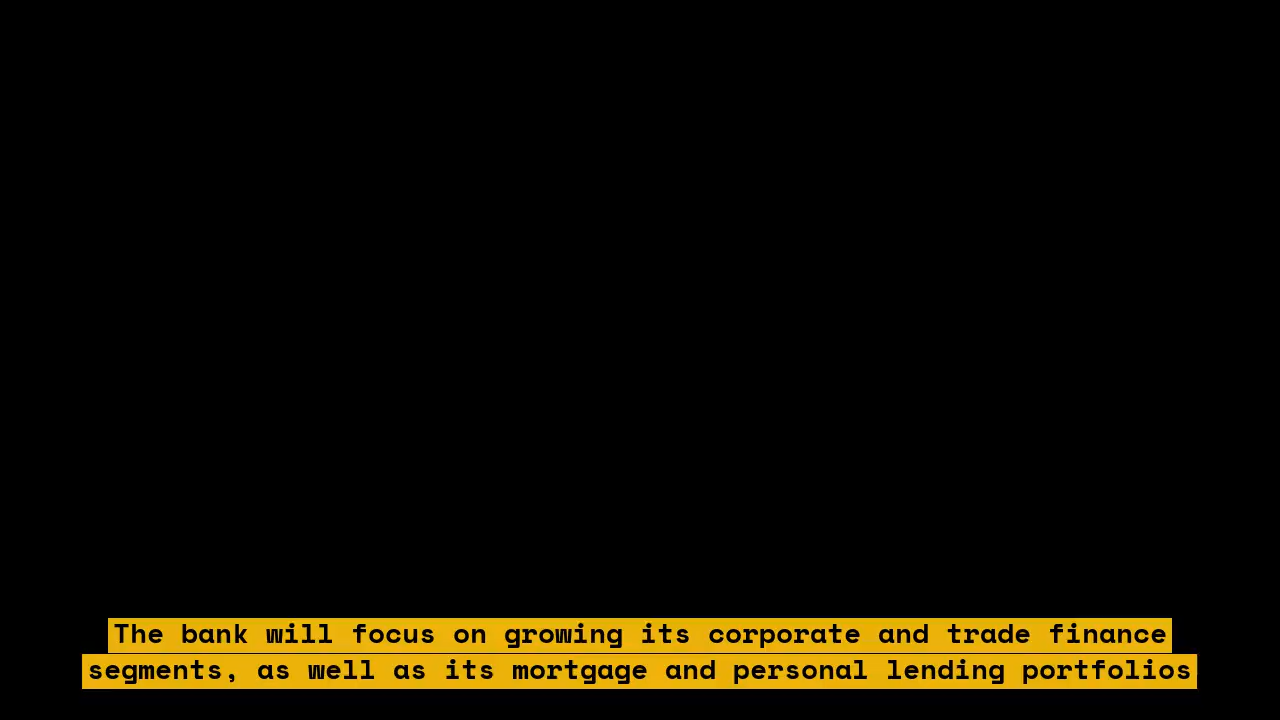 The bank will focus on growing its corporate and trade finance
segments, as well as its mortgage and personal lending portfolios